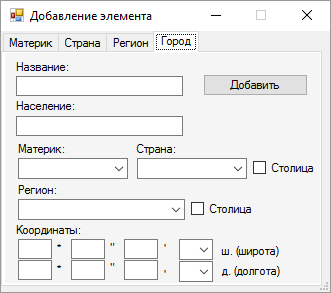 Добавление элемента
Материк Страна Регион Город
Название:
Добавить
Население:
Материк: Страна:
Столица
Регион:
Столица
Координаты:
* " ' ш. (широта)
* " ' д. (долгота)